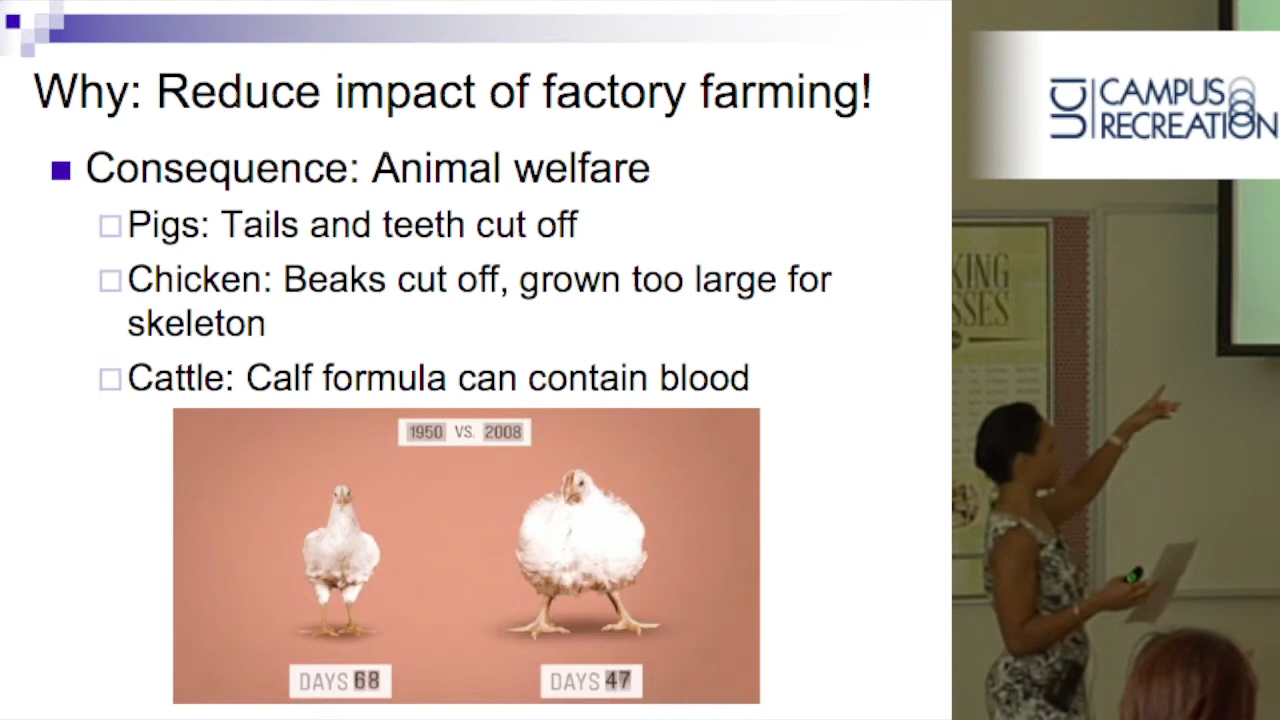 Why: Reduce impact of factory farming!
Consequence: Animal welfare
Pigs: Tails and teeth cut off
Chicken: Beaks cut off, grown too large for
skeleton
Cattle: Calf formula can contain blood
1950 VS. 2008
DAYS 68
DAYS 47
UCI
CAMPUS
RECREATION
KING
SSES